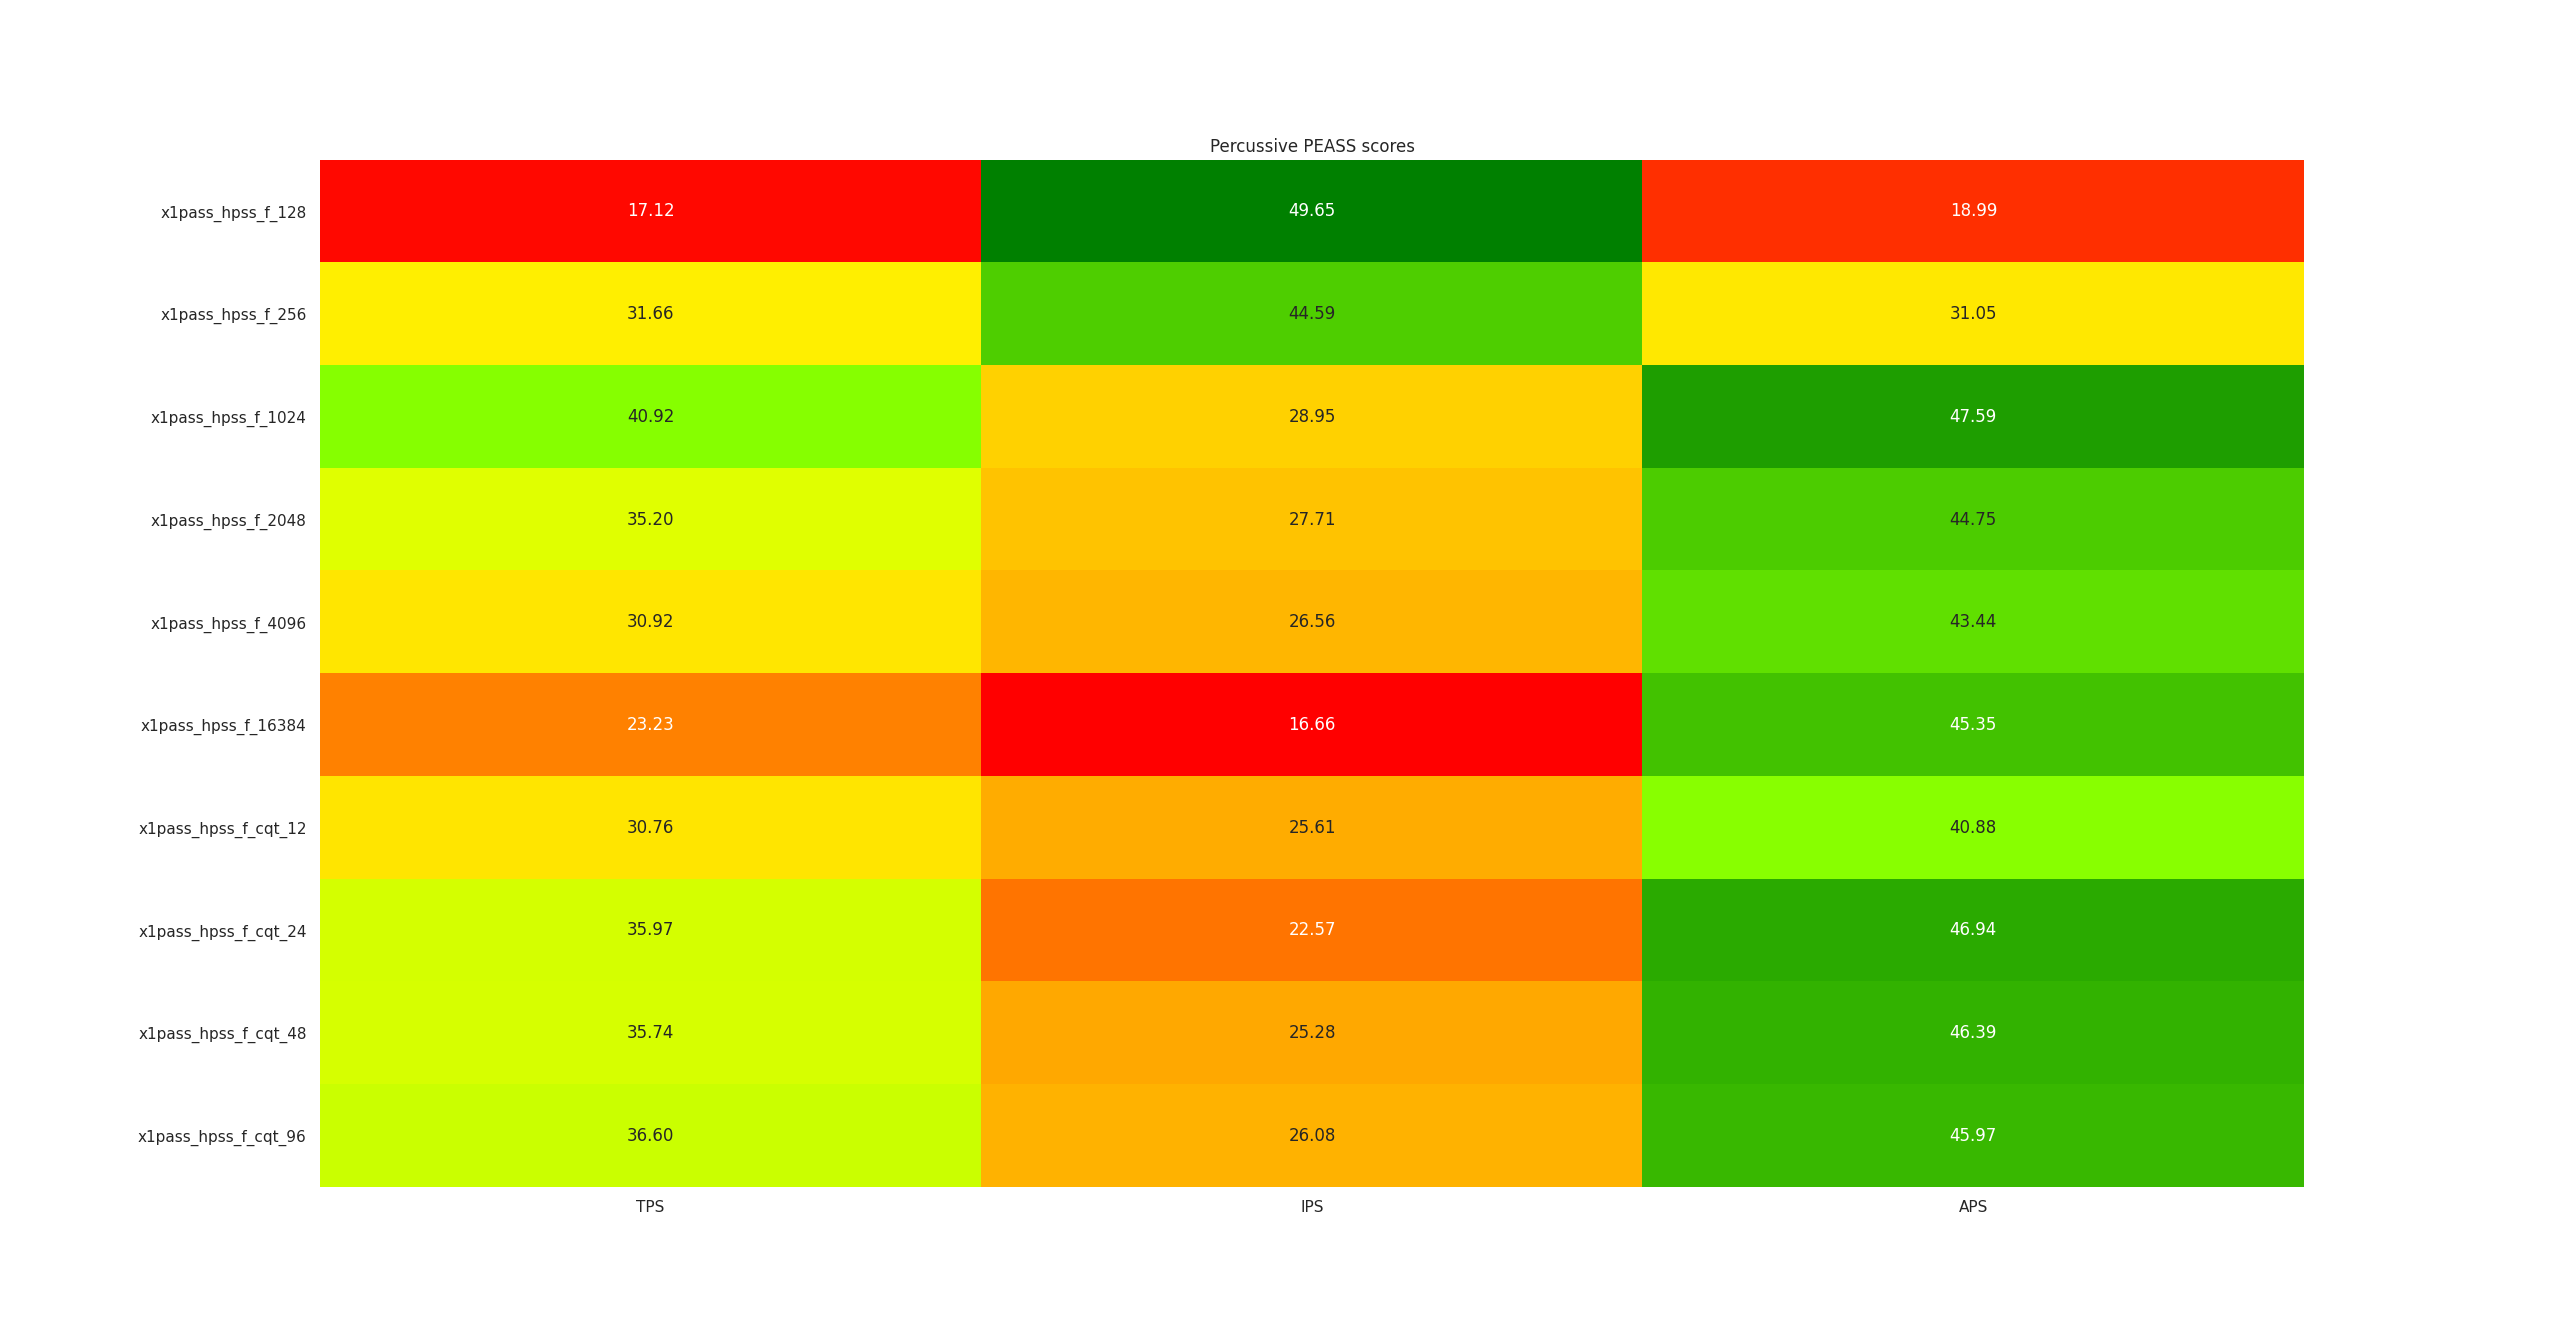 Percussive PEASS scores
x1pass_hpss_f_128 17.12 49.65 18.99
x1pass_hpss_f_256 31.66 44.59 31.05
x1pass_hpss_f_1024 40.92 28.95 47.59
x1pass_hpss_f_2048 35.20 27.71 44.75
x1pass_hpss_f_4096 30.92 26.56 43.44
x1pass_hpss_f_16384 23.23 16.66 45.35
x1pass_hpss_f_cqt_12 30.76 25.61 40.88
x1pass_hpss_f_cqt_24 35.97 22.57 46.94
x1pass_hpss_f_cqt_48 35.74 25.28 46.39
x1pass_hpss_f_cqt_96 36.60 26.08 45.97
TPS IPS APS